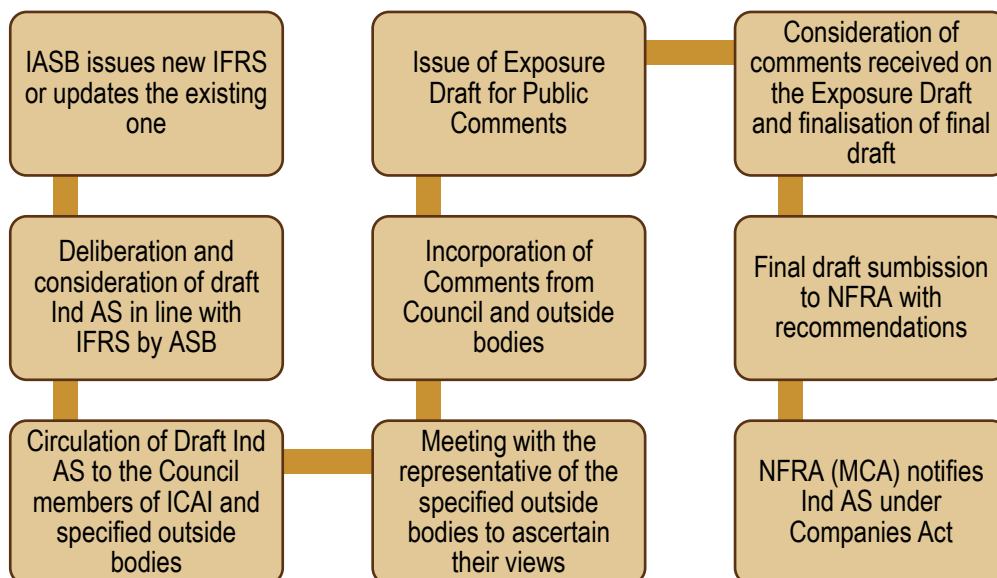 IASB issues new IFRS
or updates the existing
one
Deliberation and
consideration of draft
Ind AS in line with
IFRS by ASB
Circulation of Draft Ind
AS to the Council
members of ICAI and
specified outside
bodies
Meeting with the
representative of the
specified outside
bodies to ascertain
their views
Incorporation of
Comments from
Council and outside
bodies
Issue of Exposure
Draft for Public
Comments
Consideration of
comments received on
the Exposure Draft
and finalisation of final
draft
Final draft sumbission
to NFRA with
recommendations
NFRA (MCA) notifies
Ind AS under
Companies Act